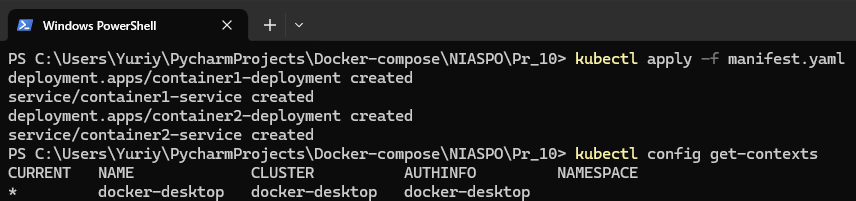 Windows PowerShell
PS C:\Users\Yuriy\PycharmProjects\Docker-compose\NIASPO\Pr_10> kubectl apply -f manifest.yaml
deployment.apps/container1-deployment created
service/container1-service created
deployment.apps/container2-deployment created
service/container2-service created
PS C:\Users\Yuriy\PycharmProjects\Docker-compose\NIASPO\Pr_10> kubectl config get-contexts
CURRENT   NAME             CLUSTER          AUTHINFO         NAMESPACE
*         docker-desktop   docker-desktop   docker-desktop